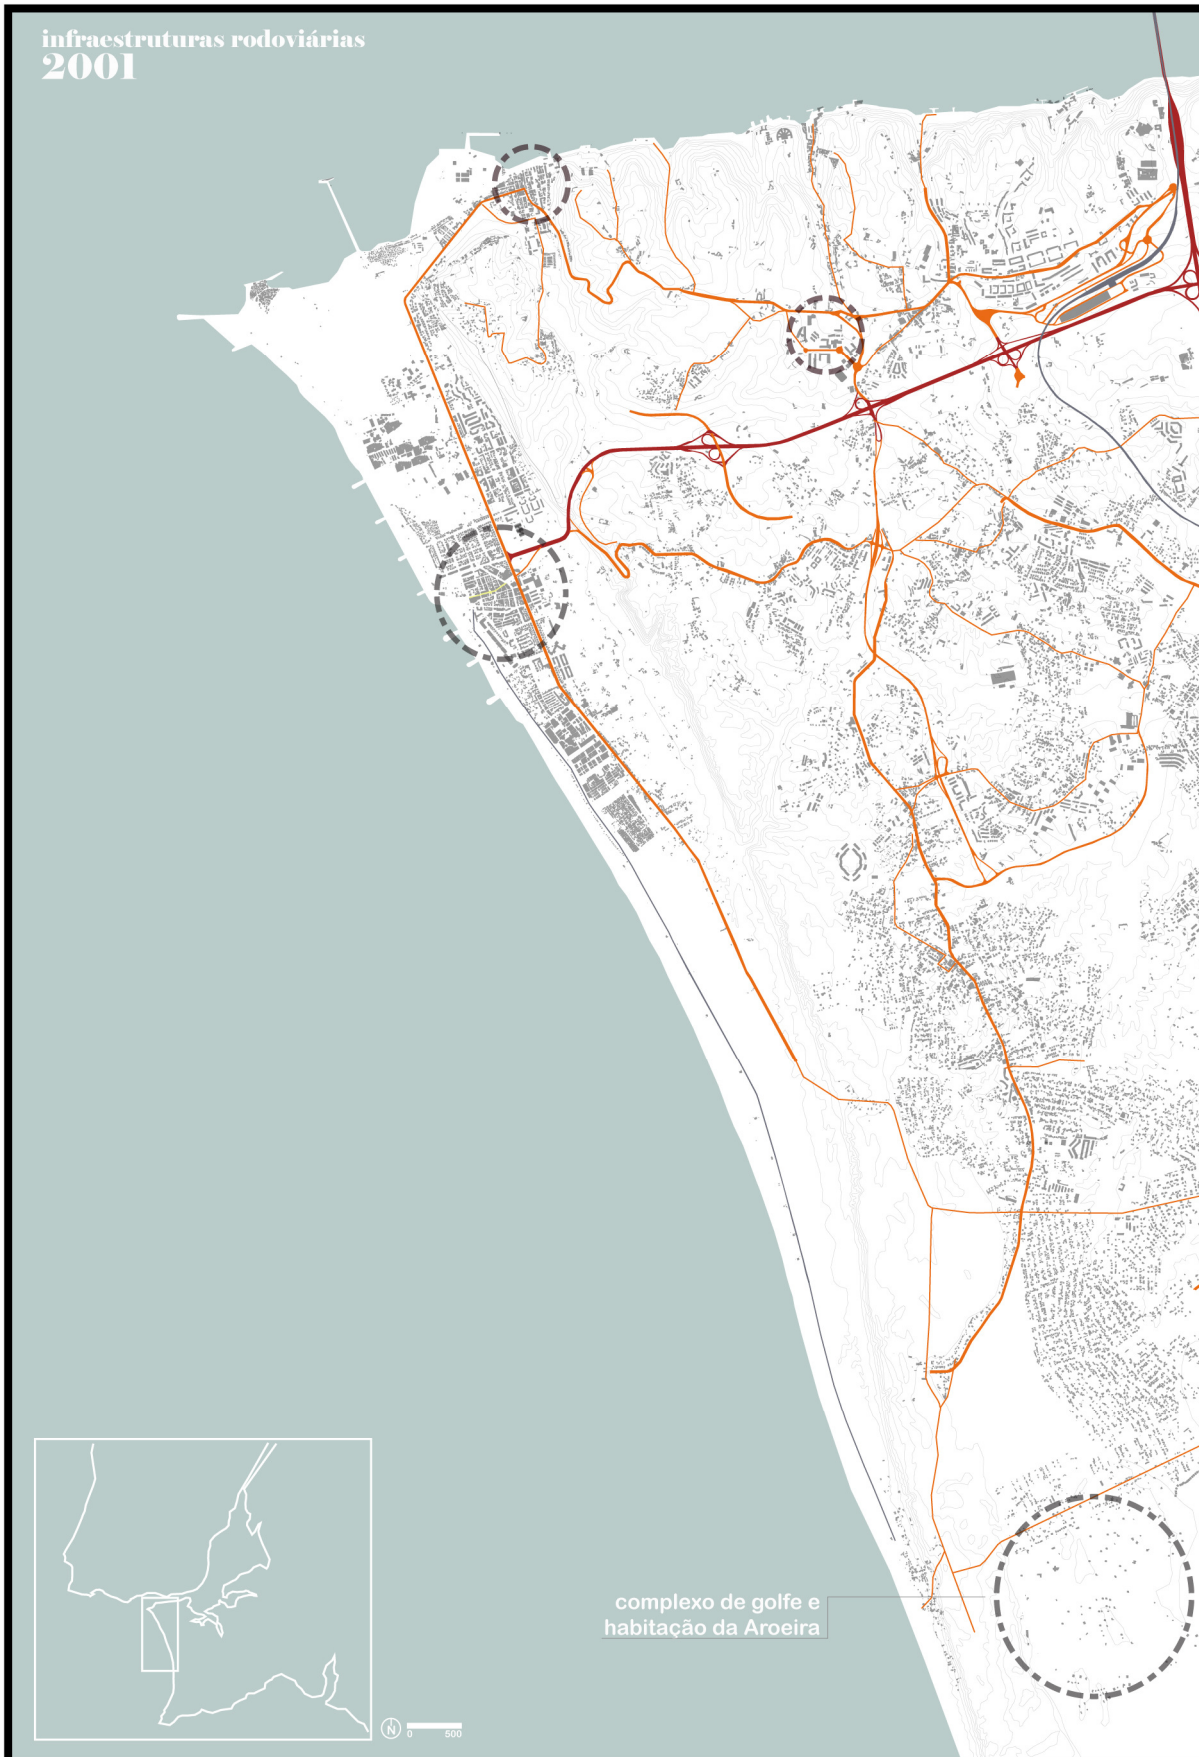 infraestruturas rodoviárias
2001
complexo de golfe e
habitação da Aroeira
N
0 500